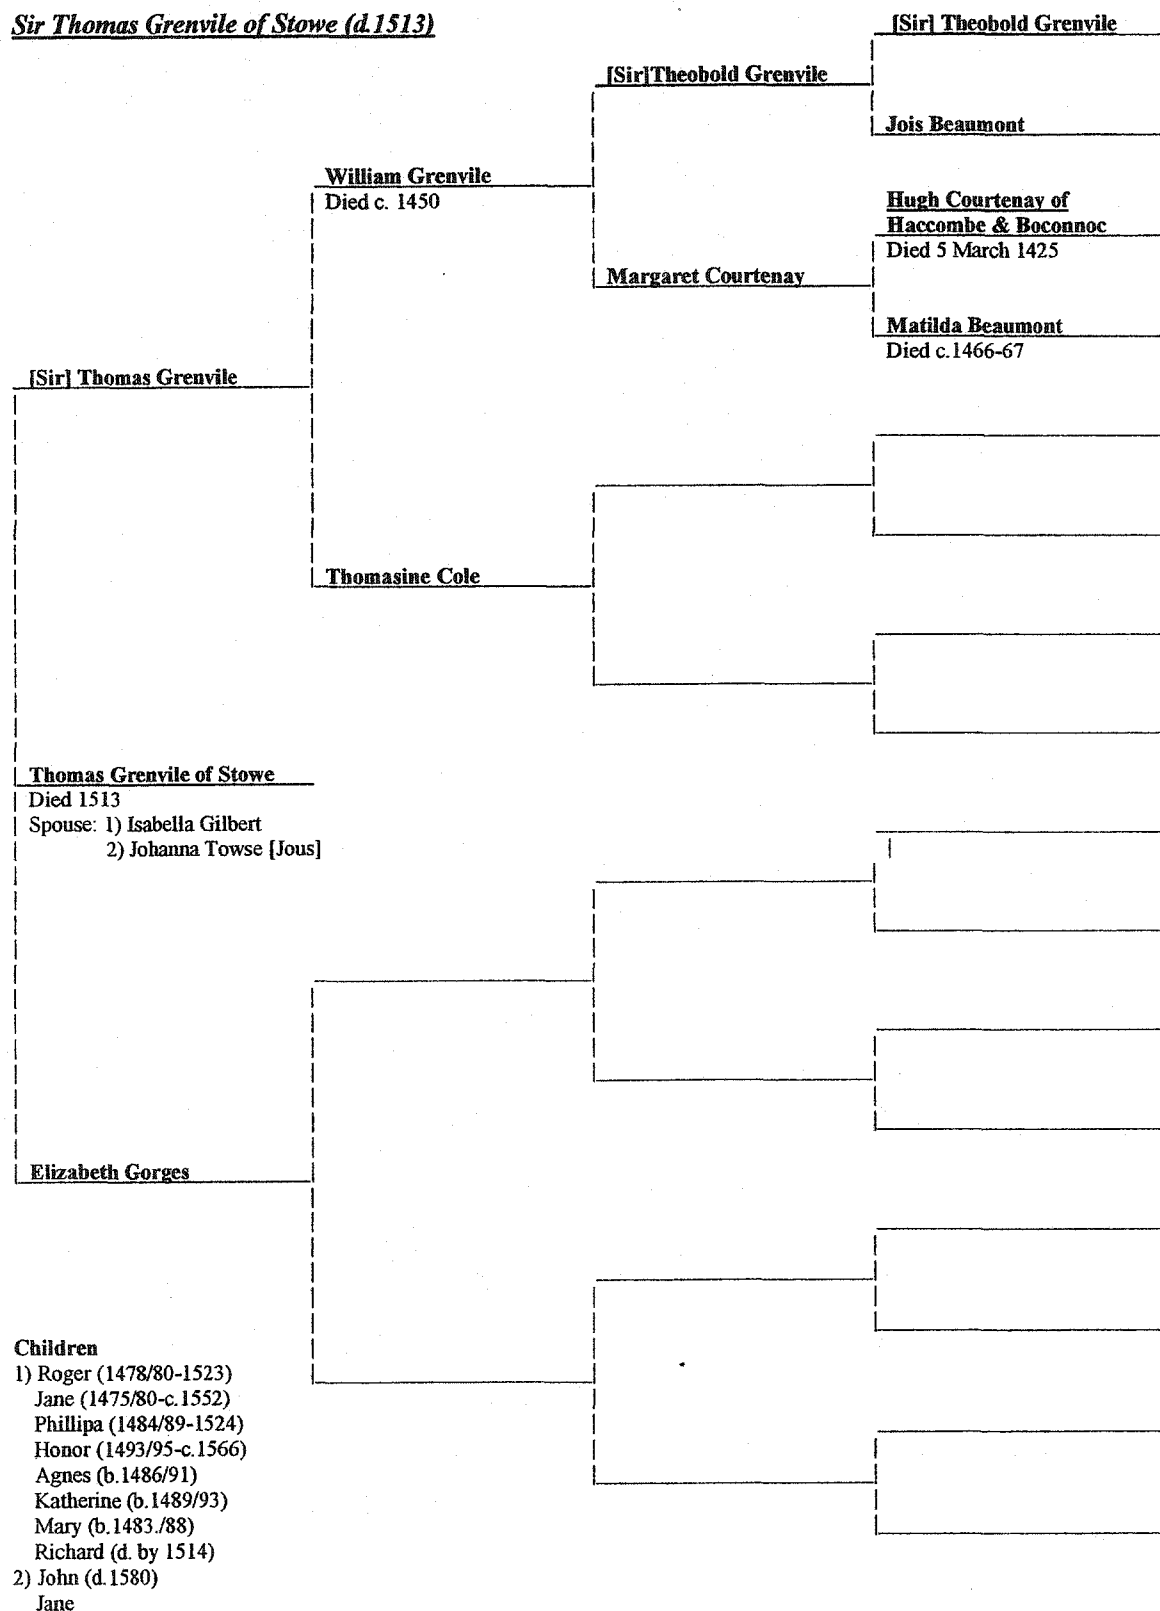 Sir Thomas Grenvile of Stowe (d.1513)
[Sir] Theobold Grenvile
[Sir]Theobold Grenvile
Jois Beaumont
William Grenvile
Died c. 1450
Hugh Courtenay of
Haccombe & Boconnoc
Died 5 March 1425
Margaret Courtenay
Matilda Beaumont
Died c.1466-67
[Sir] Thomas Grenvile
Thomasine Cole
Thomas Grenvile of Stowe
Died 1513
Spouse: 1) Isabella Gilbert
2) Johanna Towse [Jous]
Elizabeth Gorges
Children
1) Roger (1478/80-1523)
Jane (1475/80-c.1552)
Phillipa (1484/89-1524)
Honor (1493/95-c.1566)
Agnes (b.1486/91)
Katherine (b.1489/93)
Mary (b.1483./88)
Richard (d. by 1514)
2) John (d.1580)
Jane